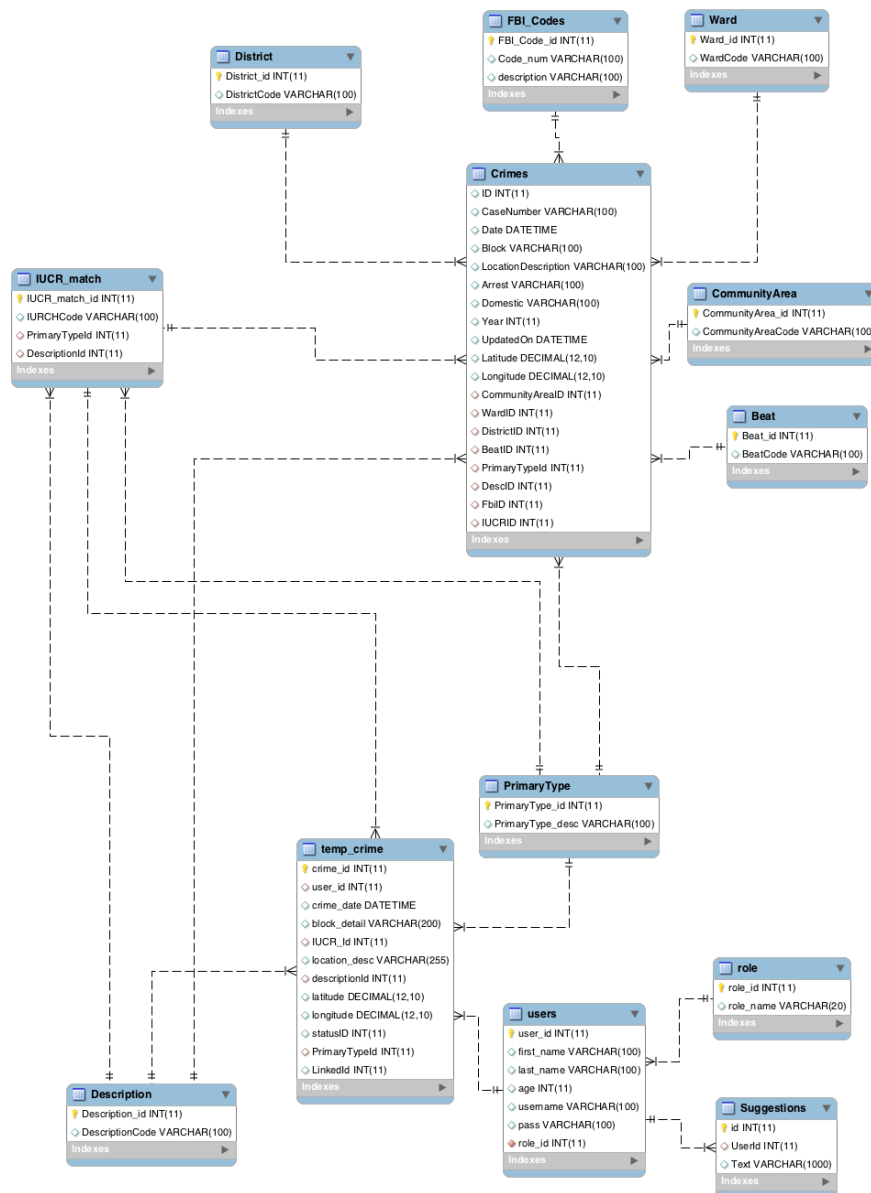 FBI_Codes
FBI_Code_id INT(11)
Code_num VARCHAR(100)
description VARCHAR(100)
Indexes
Ward
Ward_id INT(11)
WardCode VARCHAR(100)
Indexes
District
District_id INT(11)
DistrictCode VARCHAR(100)
Indexes
Crimes
ID INT(11)
CaseNumber VARCHAR(100)
Date DATETIME
Block VARCHAR(100)
LocationDescription VARCHAR(100)
Arrest VARCHAR(100)
Domestic VARCHAR(100)
Year INT(11)
UpdatedOn DATETIME
Latitude DECIMAL(12,10)
Longitude DECIMAL(12,10)
CommunityAreaID INT(11)
WardID INT(11)
DistrictID INT(11)
BeatID INT(11)
PrimaryTypeId INT(11)
DescID INT(11)
FbiID INT(11)
IUCRID INT(11)
Indexes
IUCR_match
IUCR_match_id INT(11)
IURCHCode VARCHAR(100)
PrimaryTypeId INT(11)
DescriptionId INT(11)
Indexes
CommunityArea
CommunityArea_id INT(11)
CommunityAreaCode VARCHAR(100
Indexes
Beat
Beat_id INT(11)
BeatCode VARCHAR(100)
Indexes
PrimaryType
PrimaryType_id INT(11)
PrimaryType_desc VARCHAR(100)
Indexes
temp_crime
crime_id INT(11)
user_id INT(11)
crime_date DATETIME
block_detail VARCHAR(200)
IUCR_Id INT(11)
location_desc VARCHAR(255)
descriptionId INT(11)
latitude DECIMAL(12,10)
longitude DECIMAL(12,10)
statusID INT(11)
PrimaryTypeId INT(11)
LinkedId INT(11)
Indexes
role
role_id INT(11)
role_name VARCHAR(20)
Indexes
users
user_id INT(11)
first_name VARCHAR(100)
last_name VARCHAR(100)
age INT(11)
username VARCHAR(100)
pass VARCHAR(100)
role_id INT(11)
Indexes
Description
Description_id INT(11)
DescriptionCode VARCHAR(100)
Indexes
Suggestions
id INT(11)
UserId INT(11)
Text VARCHAR(1000)
Indexes